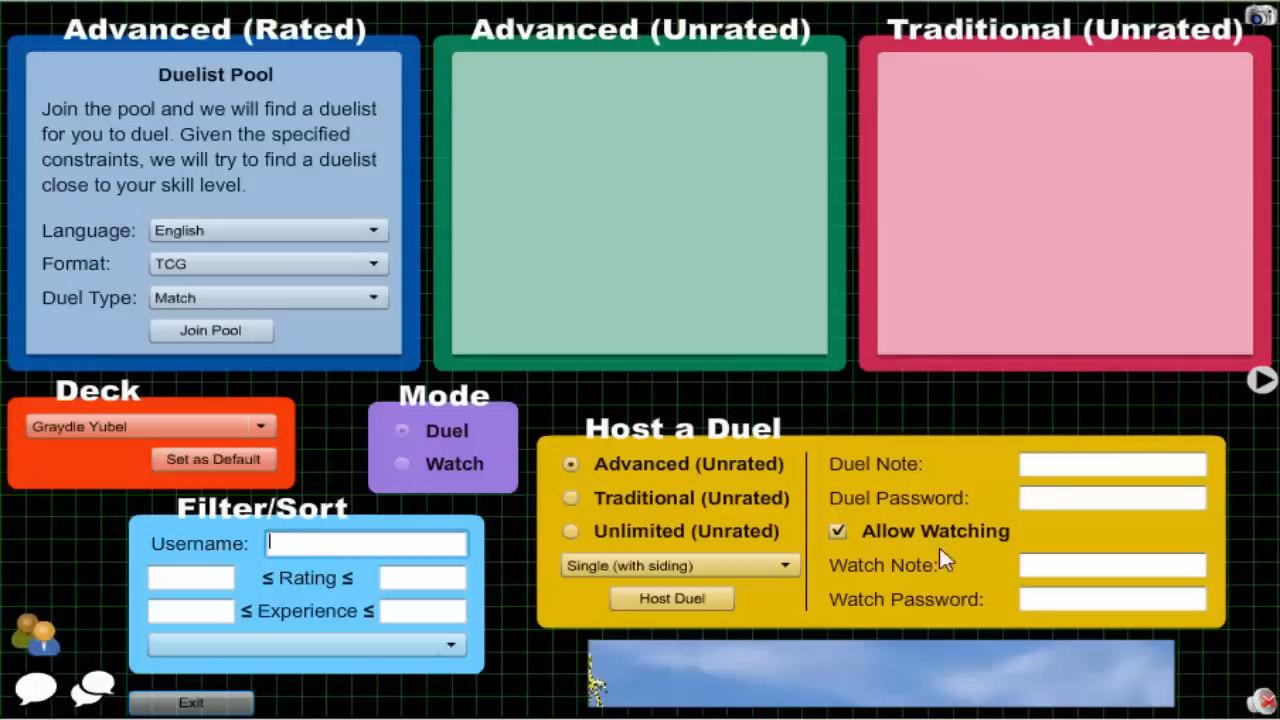 Advanced (Rated)
Duelist Pool
Join the pool and we will find a duelist
for you to duel. Given the specified
constraints, we will try to find a duelist
close to your skill level.
Language: English
Format: TCG
Duel Type: Match
Join Pool
Advanced (Unrated)
Traditional (Unrated)
Deck
Graydle Yubel
Set as Default
Mode
Duel
Watch
Filter/Sort
Username:
≤ Rating ≤
≤ Experience ≤
Exit
Host a Duel
Advanced (Unrated)
Traditional (Unrated)
Unlimited (Unrated)
Single (with siding)
Host Duel
Duel Note:
Duel Password:
Allow Watching
Watch Note:
Watch Password: